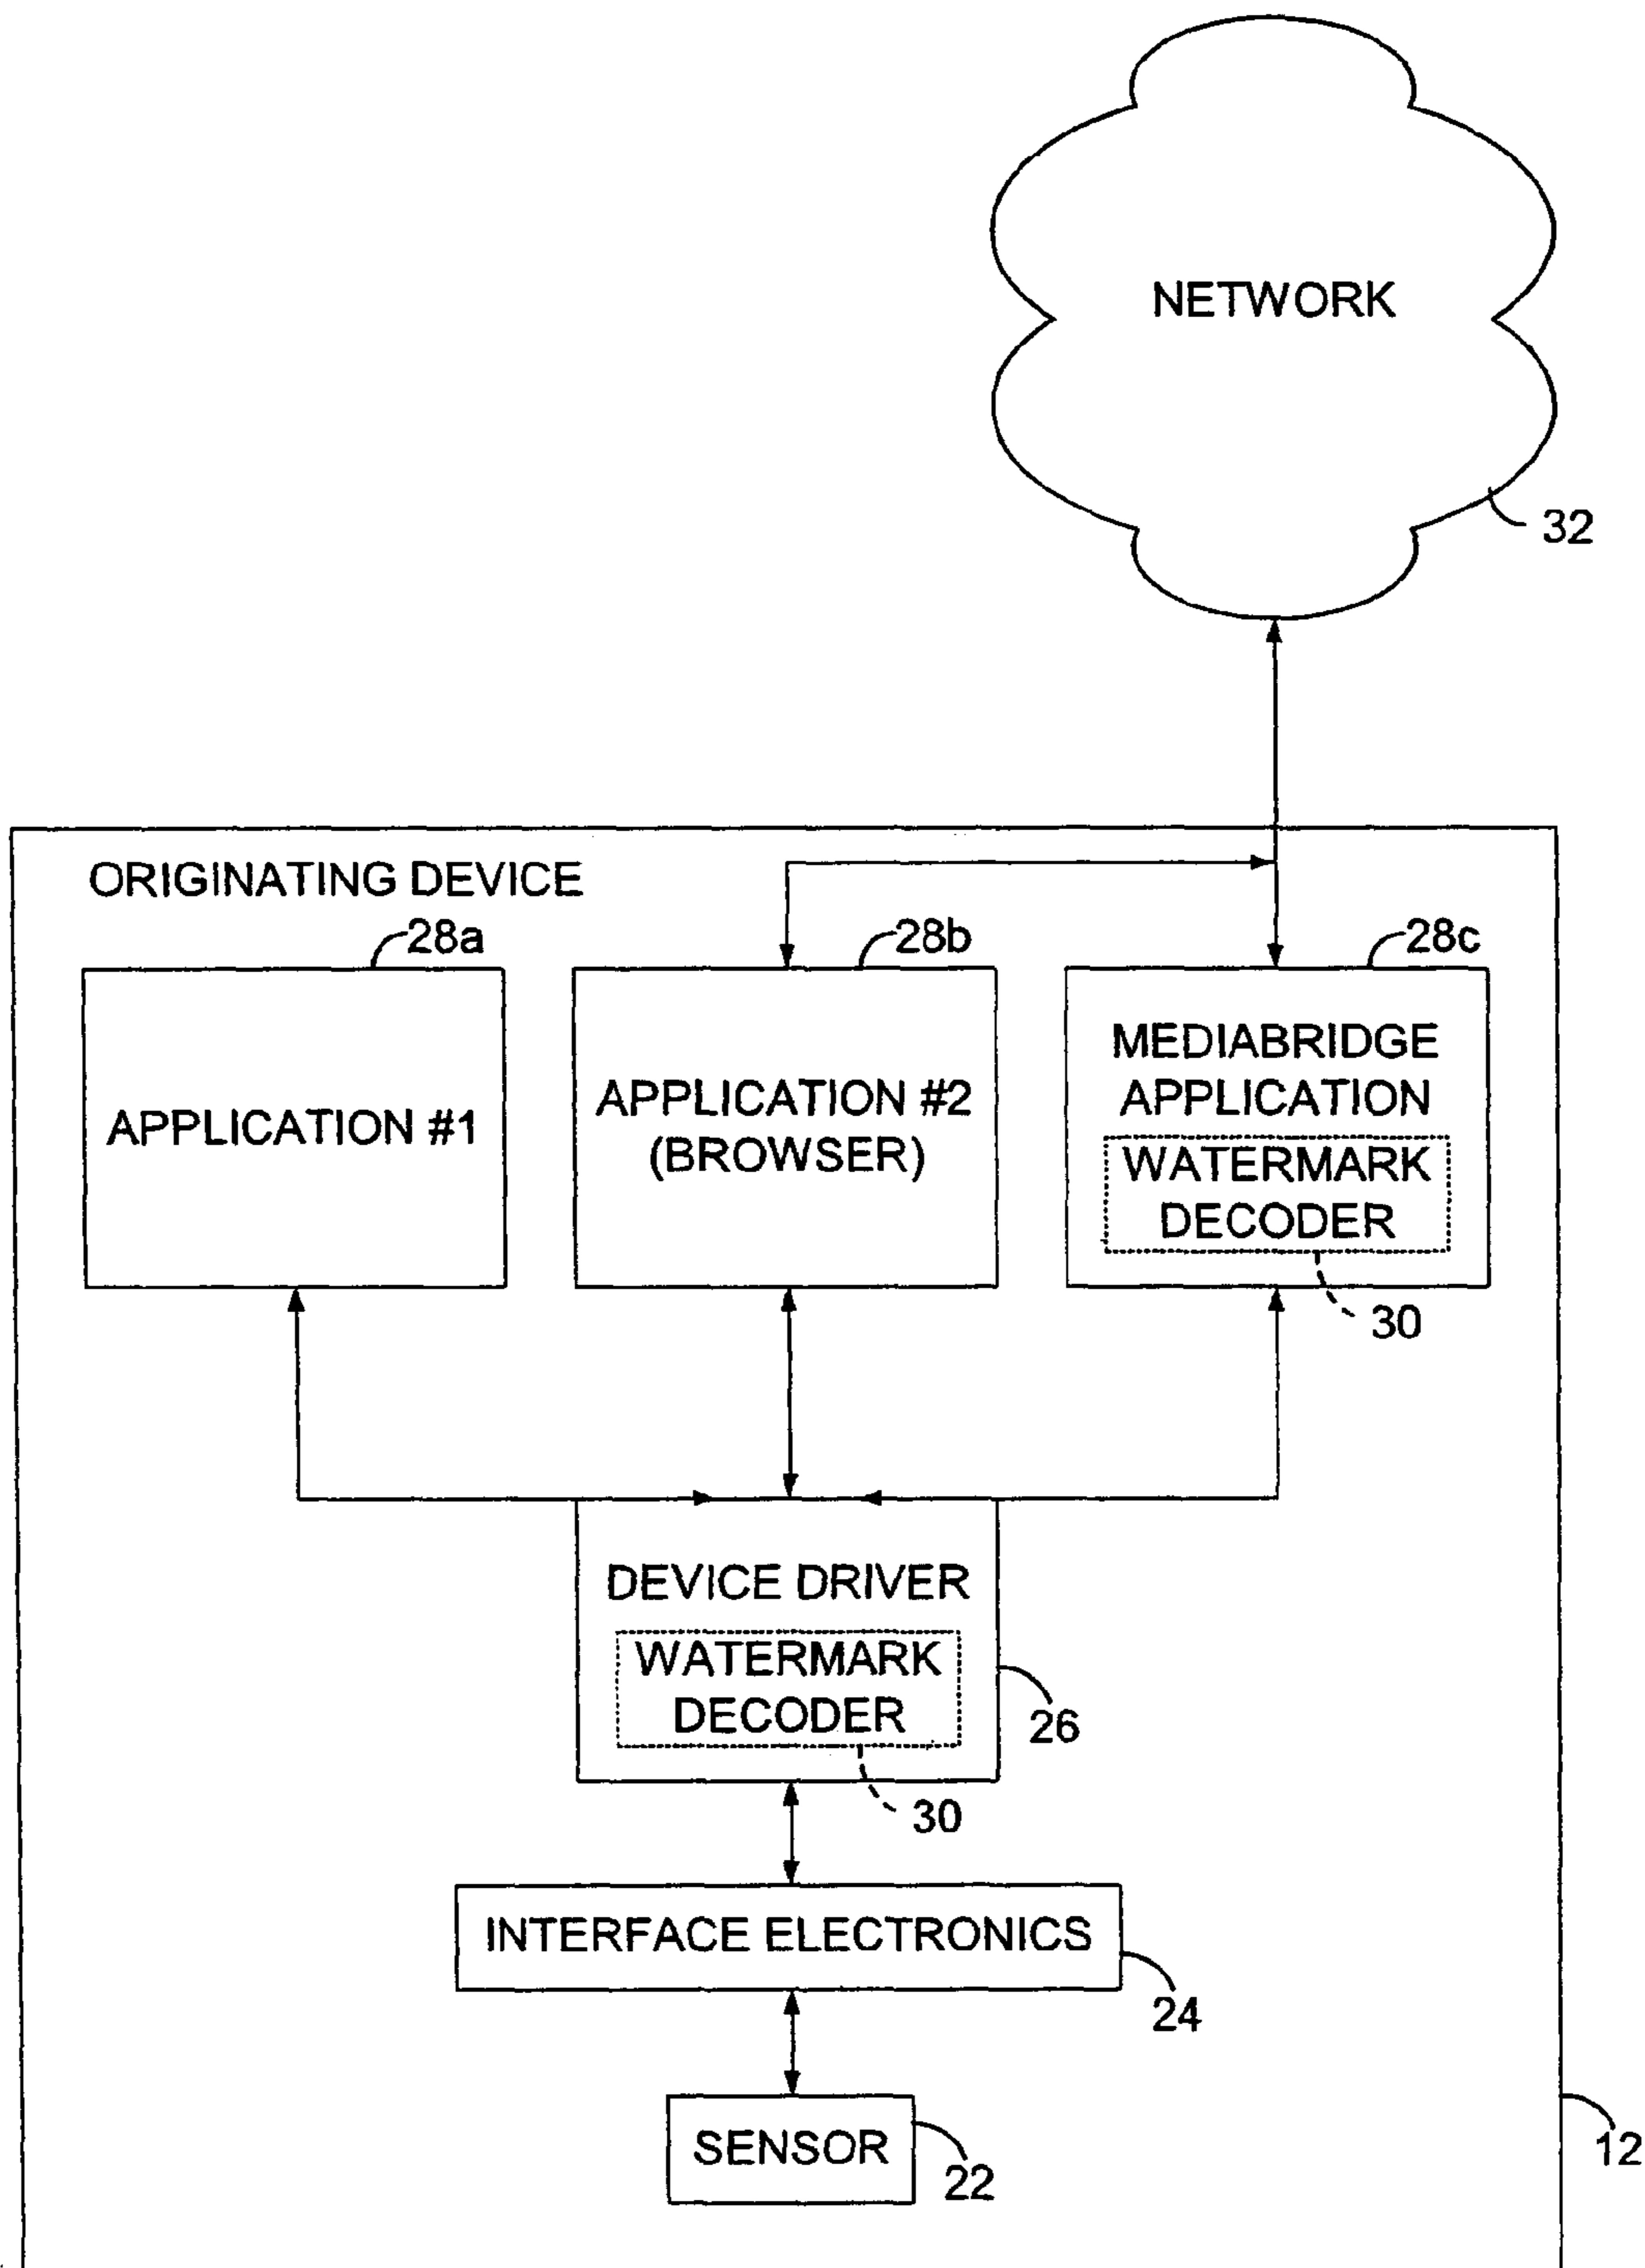 NETWORK
32
ORIGINATING DEVICE
28a
28b
28c
APPLICATION #1
APPLICATION #2
(BROWSER)
MEDIABRIDGE
APPLICATION
WATERMARK
DECODER
30
DEVICE DRIVER
WATERMARK
DECODER
26
30
INTERFACE ELECTRONICS
24
SENSOR
22
12